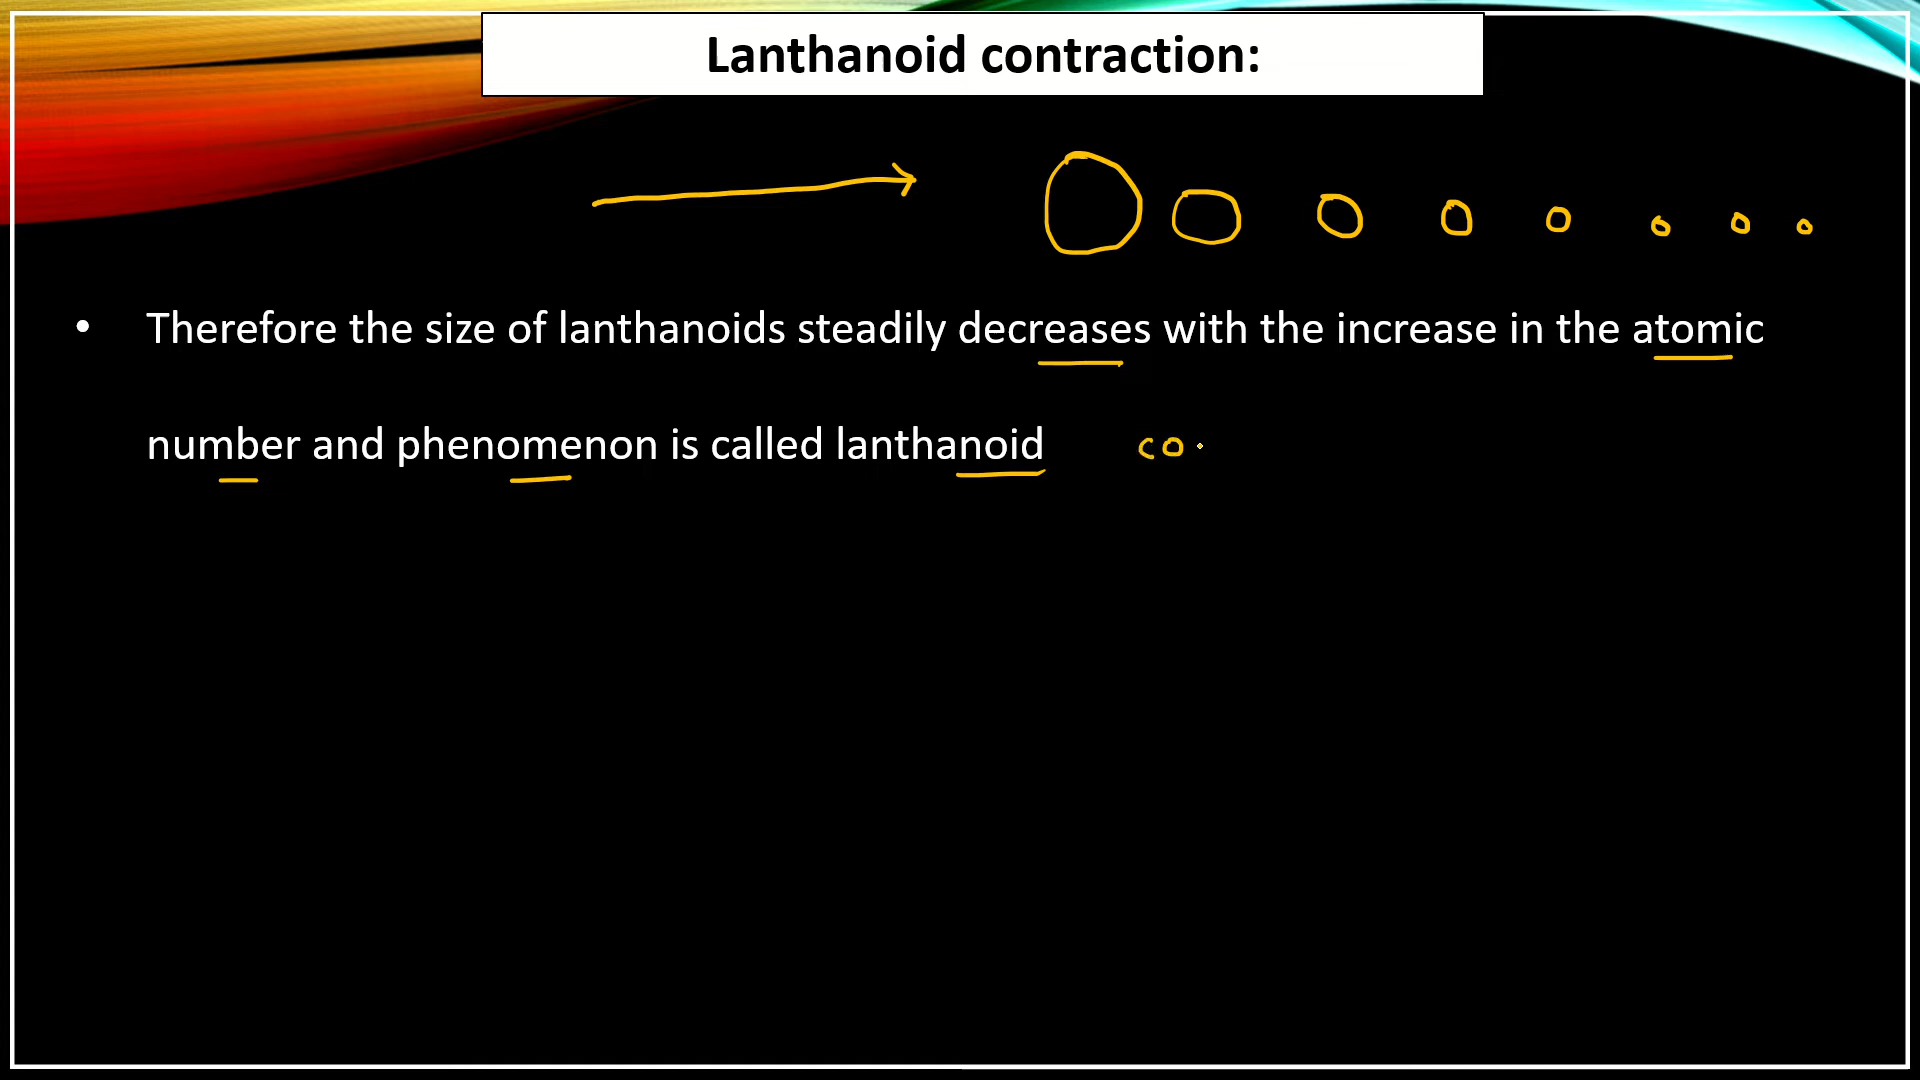 Lanthanoid contraction:
• Therefore the size of lanthanoids steadily decreases with the increase in the atomic
number and phenomenon is called lanthanoid co